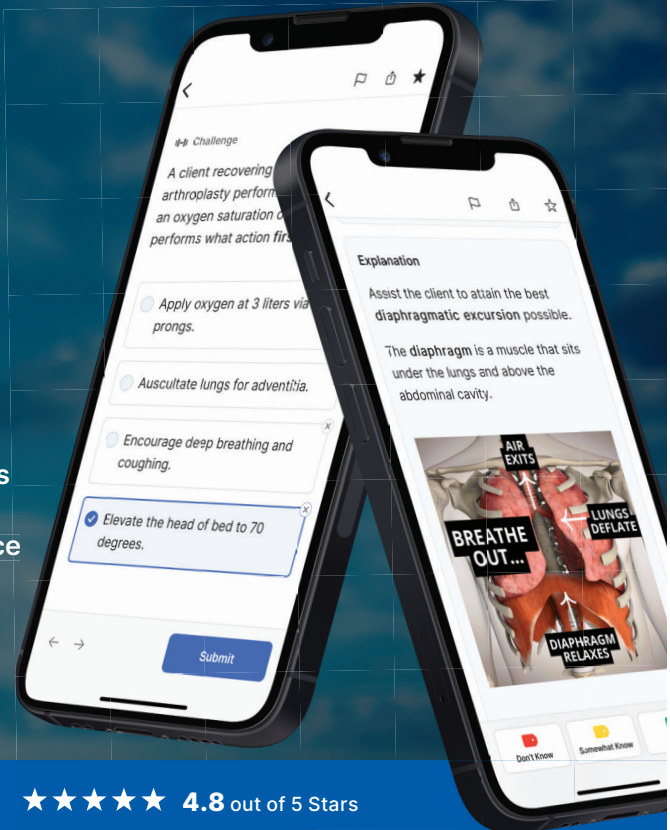 Challenge
A client recovering
arthroplasty perform
an oxygen saturation
performs what action firs
Apply oxygen at 3 liters via
prongs.
Auscultate lungs for adventitia.
Encourage deep breathing and
coughing.
Elevate the head of bed to 70
degrees.
Submit
Explanation
Assist the client to attain the best
diaphragmatic excursion possible.
The diaphragm is a muscle that sits
under the lungs and above the
abdominal cavity.
AIR
EXITS
BREATHE
OUT...
LUNGS
DEFLATE
DIAPHRAGM
RELAXES
Don't Know
Somewhat Know
s
ce
4.8 out of 5 Stars